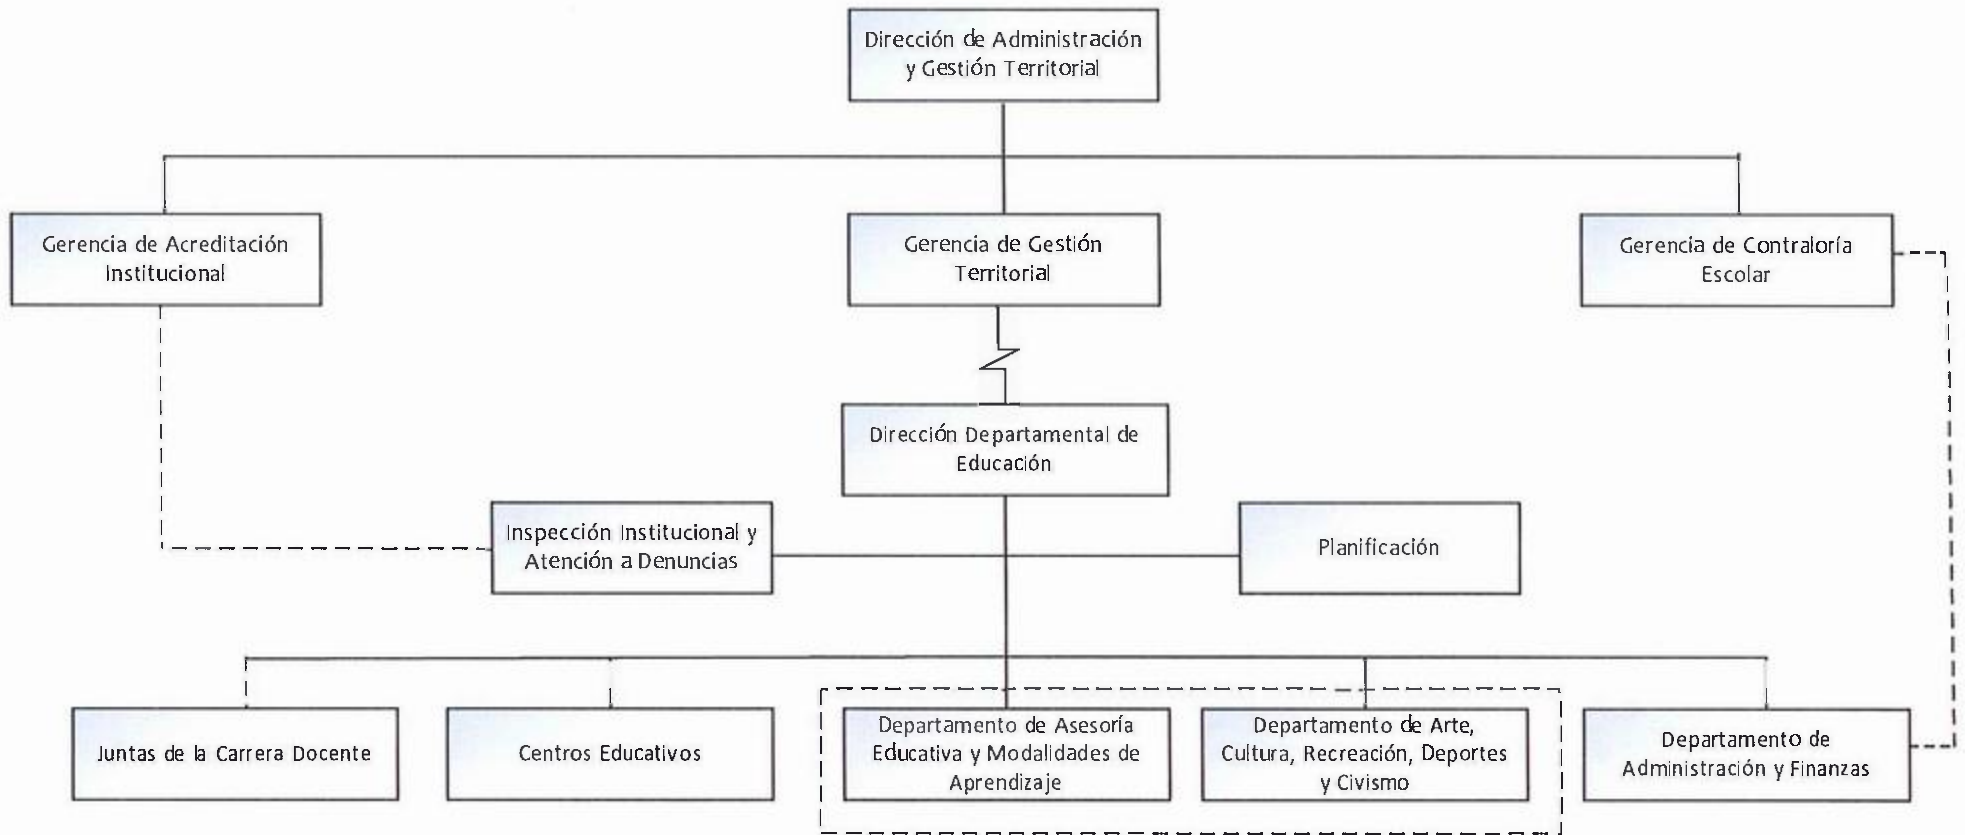 Dirección de Administración
y Gestión Territorial
Gerencia de Acreditación
Institucional
Gerencia de Gestión
Territorial
Gerencia de Contraloría
Escolar
Dirección Departamental de
Educación
Inspección Institucional y
Atención a Denuncias
Planificación
Juntas de la Carrera Docente
Centros Educativos
Departamento de Asesoría
Educativa y Modalidades de
Aprendizaje
Departamento de Arte,
Cultura, Recreación, Deportes
y Civismo
Departamento de
Administración y Finanzas